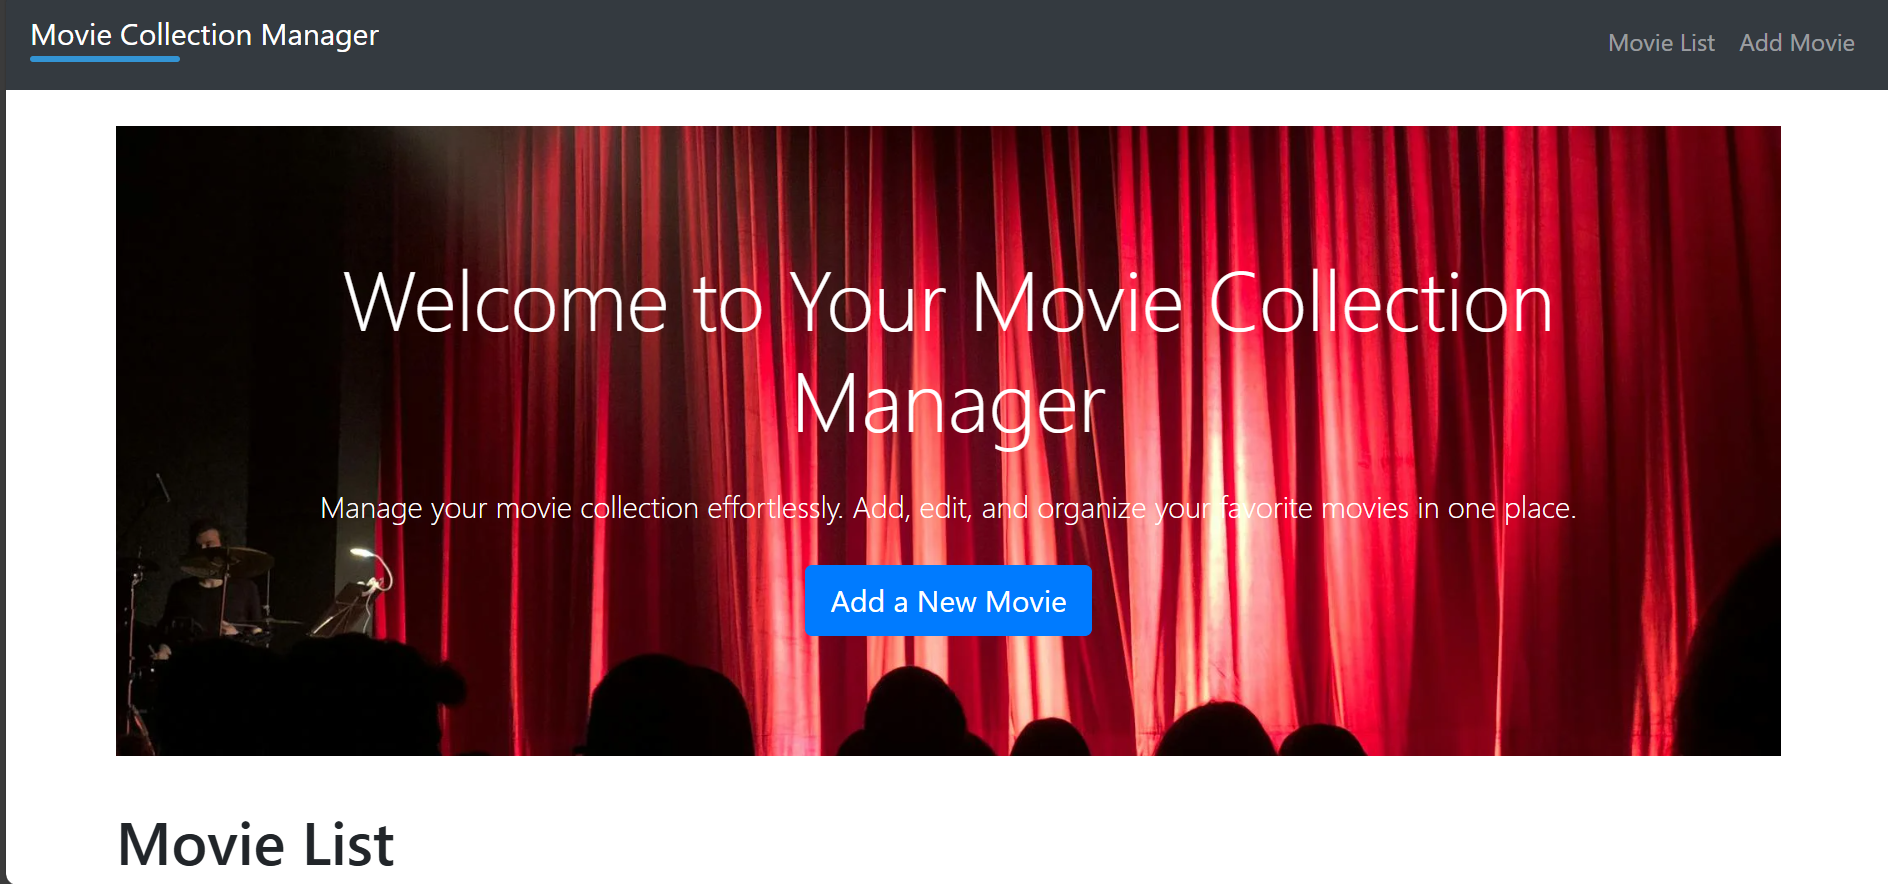 Movie Collection Manager
Movie List
Add Movie
Welcome to Your Movie Collection
Manager
Manage your movie collection effortlessly. Add, edit, and organize your favorite movies in one place.
Add a New Movie
Movie List